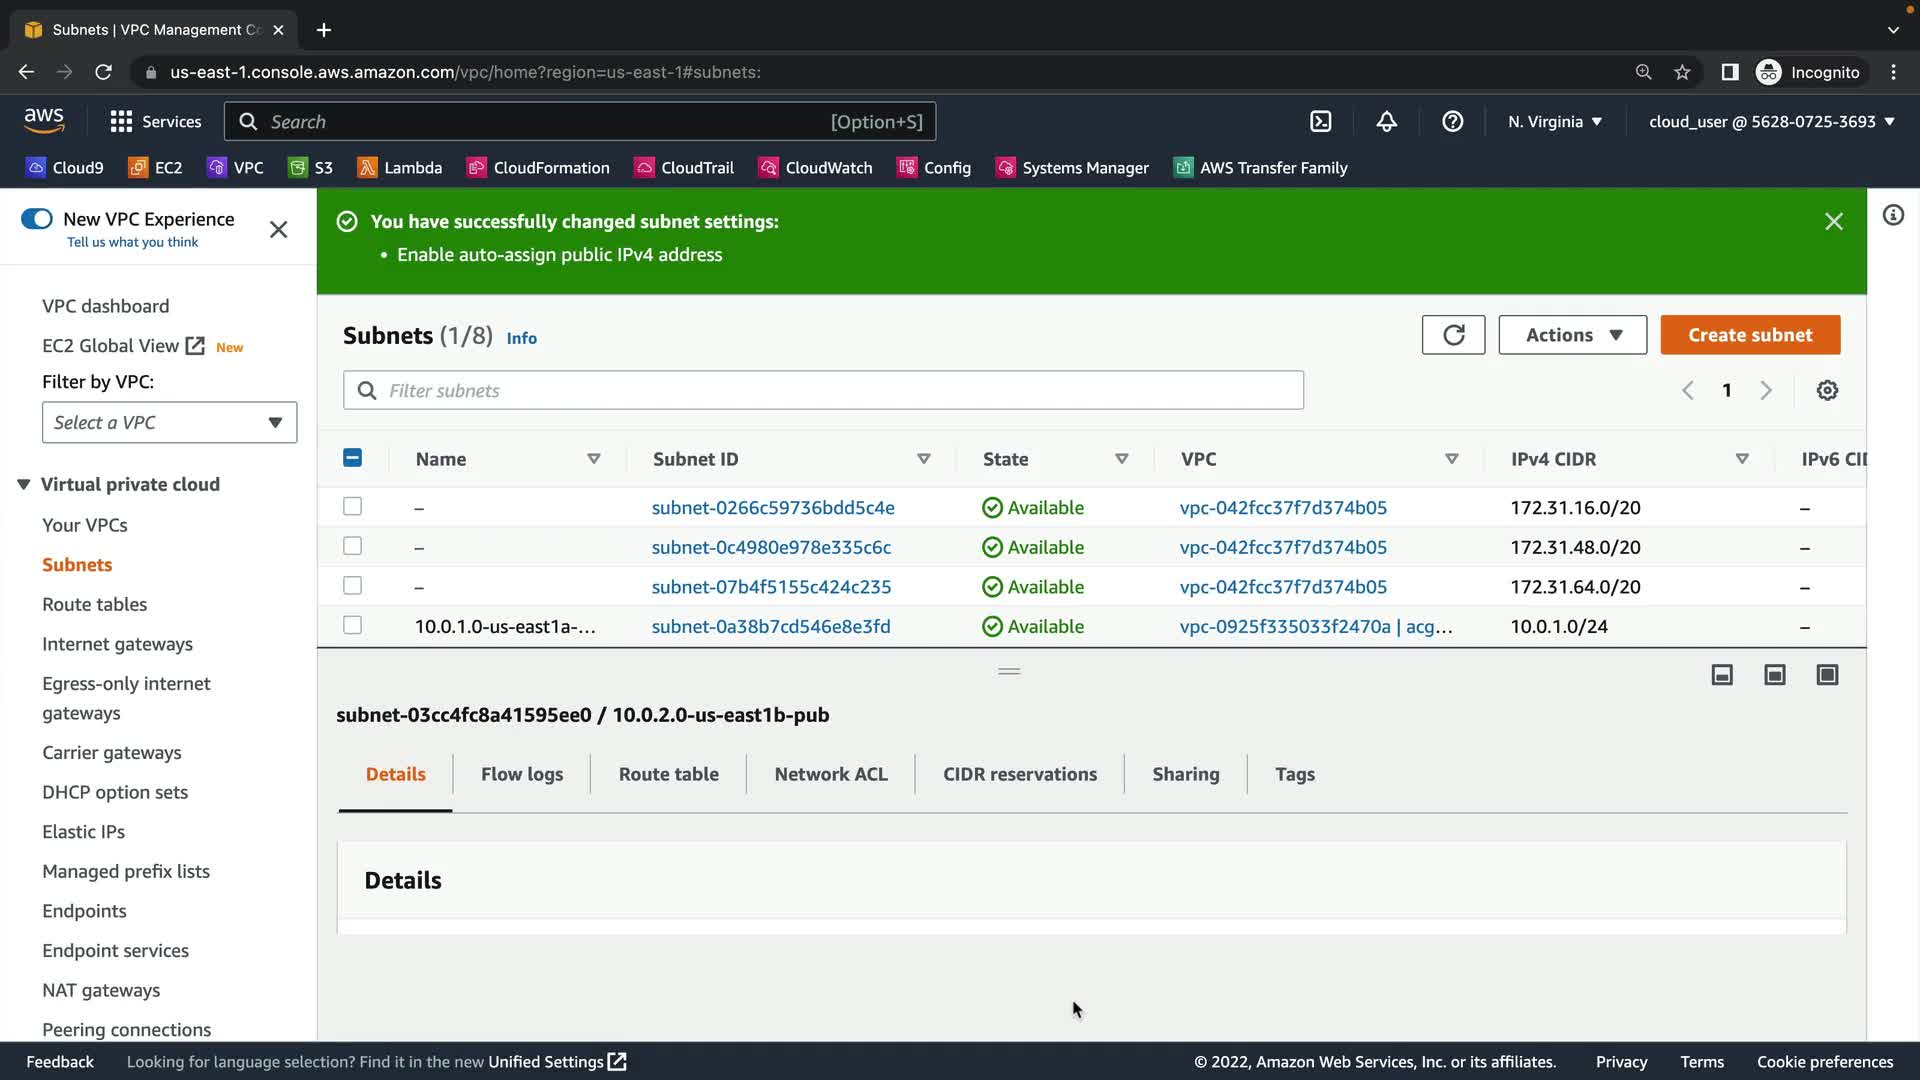 Subnets | VPC Management Co
us-east-1.console.aws.amazon.com/vpc/home?region=us-east-1#subnets:
Incognito
aws
Services
Search
[Option+S]
N. Virginia
cloud_user @ 5628-0725-3693
Cloud9
EC2
VPC
S3
Lambda
CloudFormation
CloudTrail
CloudWatch
Config
Systems Manager
AWS Transfer Family
New VPC Experience
Tell us what you think
VPC dashboard
EC2 Global View New
Filter by VPC:
Select a VPC
Virtual private cloud
Your VPCs
Subnets
Route tables
Internet gateways
Egress-only internet
gateways
Carrier gateways
DHCP option sets
Elastic IPs
Managed prefix lists
Endpoints
Endpoint services
NAT gateways
Peering connections
You have successfully changed subnet settings:
• Enable auto-assign public IPv4 address
Subnets (1/8) Info
Actions
Create subnet
Filter subnets
1
Name Subnet ID State VPC IPv4 CIDR IPv6 CID
– subnet-0266c59736bdd5c4e Available vpc-042fcc37f7d374b05 172.31.16.0/20 –
– subnet-0c4980e978e335c6c Available vpc-042fcc37f7d374b05 172.31.48.0/20 –
– subnet-07b4f5155c424c235 Available vpc-042fcc37f7d374b05 172.31.64.0/20 –
10.0.1.0-us-east1a-... subnet-0a38b7cd546e8e3fd Available vpc-0925f335033f2470a | acg... 10.0.1.0/24 –
subnet-03cc4fc8a41595ee0 / 10.0.2.0-us-east1b-pub
Details
Flow logs
Route table
Network ACL
CIDR reservations
Sharing
Tags
Details
Feedback
Looking for language selection? Find it in the new Unified Settings
© 2022, Amazon Web Services, Inc. or its affiliates.
Privacy
Terms
Cookie preferences